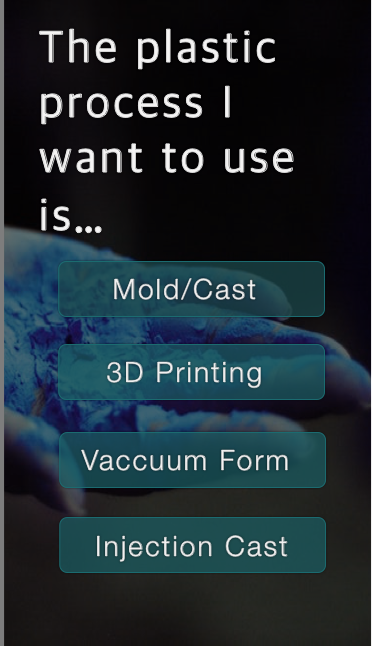 The plastic
process I
want to use
is...
Mold/Cast
3D Printing
Vaccuum Form
Injection Cast